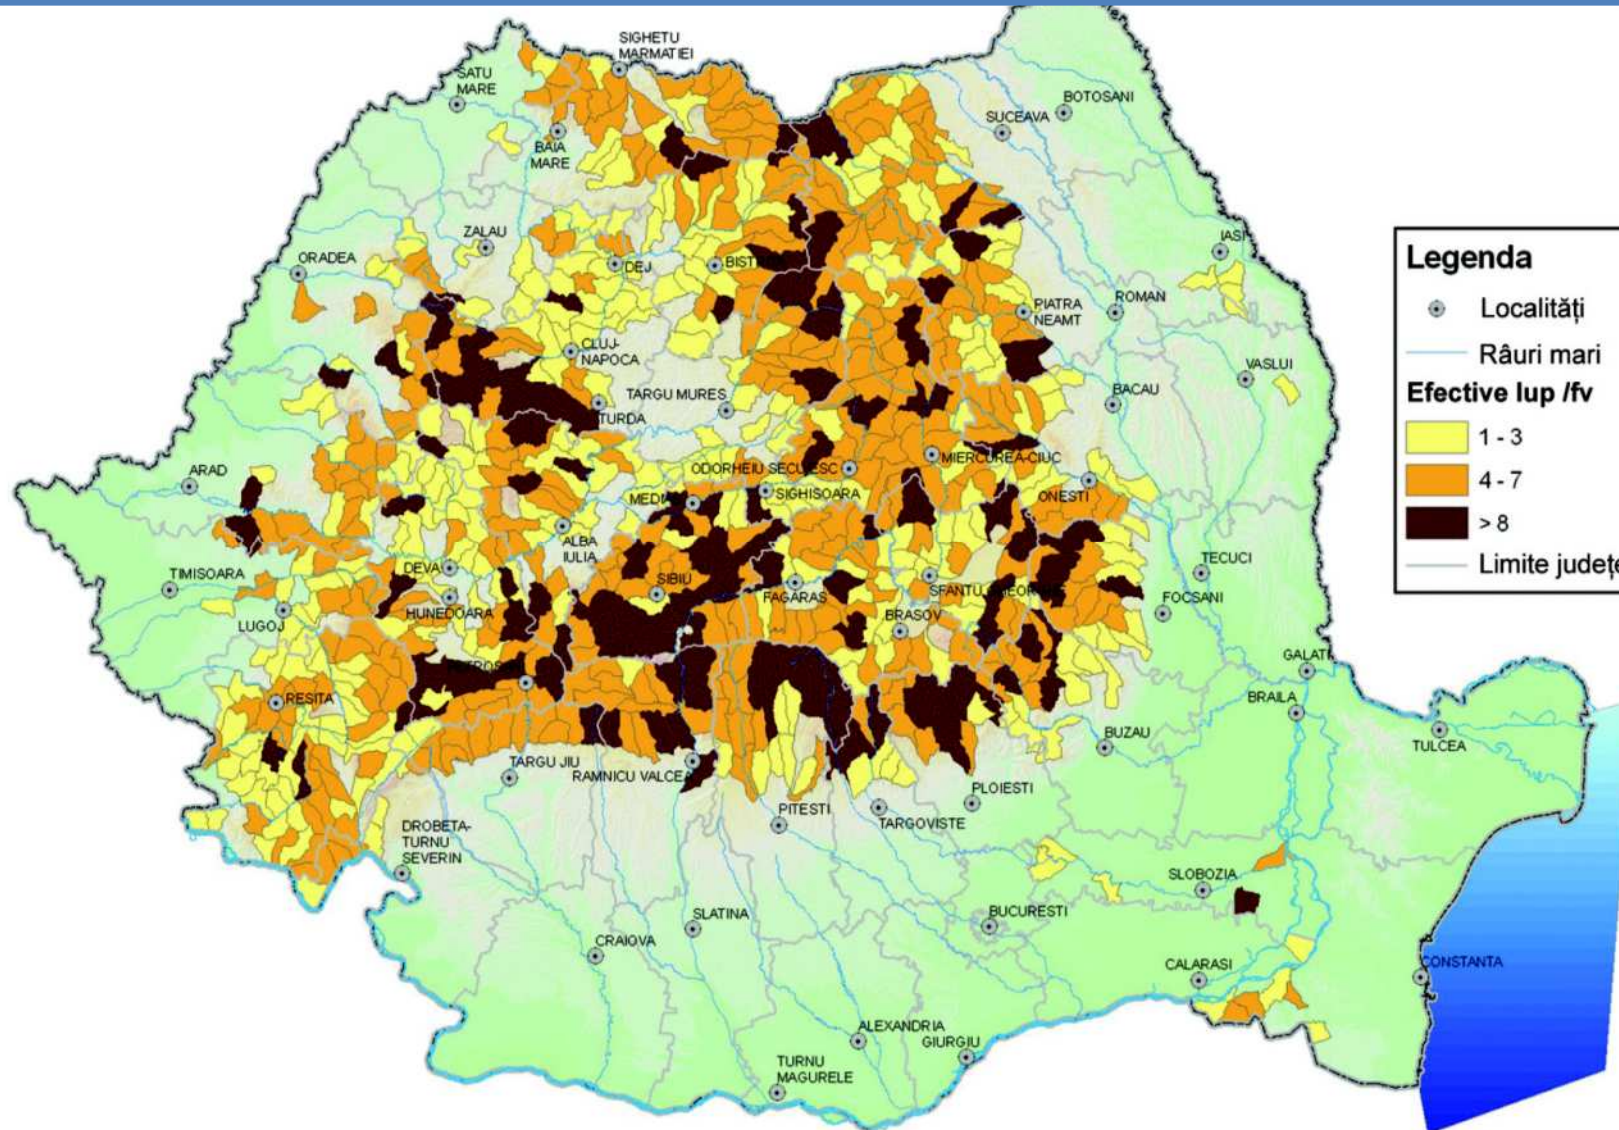 SIGHETU
MARMATIEI
SATU
MARE
BOTOSANI
SUCEAVA
BAIA
MARE
ZALAU
IASI
ORADEA
DEJ
PIATRA
NEAMT
ROMAN
CLUJ-
NAPOCA
VASLUI
TARGU MURES
BACAU
TURDA
MIERCUREA-CIUC
ARAD
SIGHISOARA
ONESTI
ALBA
IULIA
DEVA
TECUCI
TIMISOARA
SIBIU
FAGARAS
HUNEDOARA
FOCSANI
LUGOJ
BRASOV
GALATI
RESITA
BRAILA
TULCEA
BUZAU
TARGU JIU
RAMNICU VALCEA
PLOIESTI
PITESTI
TARGOVISTE
DROBETA-
TURNU
SEVERIN
SLOBOZIA
SLATINA
BUCURESTI
CRAIOVA
CALARASI
CONSTANTA
ALEXANDRIA
GIURGIU
TURNU
MAGURELE
Legenda
Localități
Râuri mari
Efective lup /fv
1 - 3
4 - 7
> 8
Limite județe